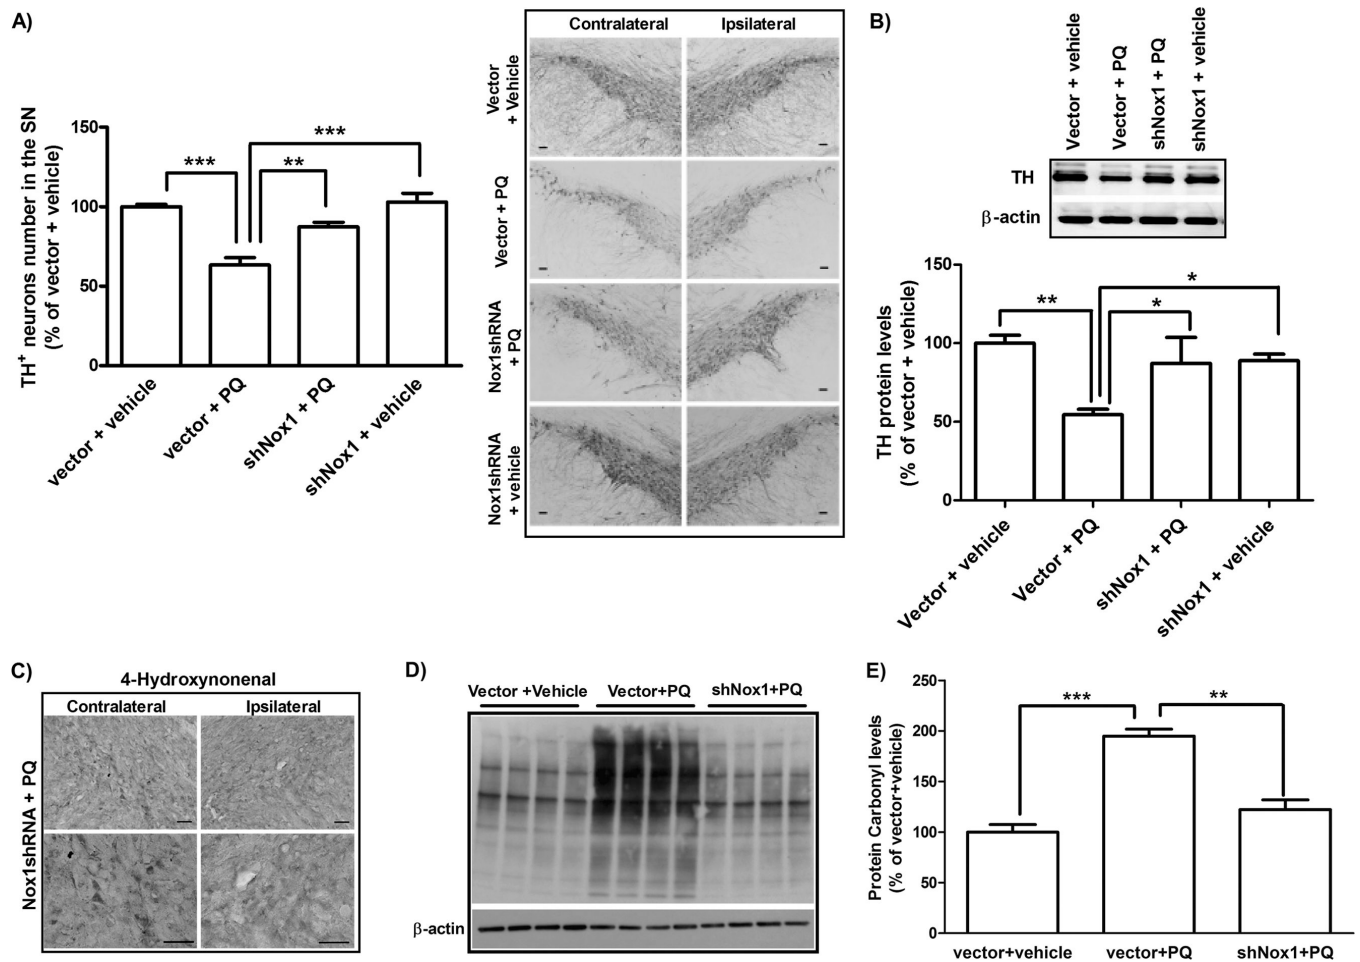 A)
TH+ neurons number in the SN
(% of vector + vehicle)
150
100
50
0
***
**
***
vector + vehicle
vector + PQ
shNox1 + PQ
shNox1 + vehicle
Contralateral
Ipsilateral
Vector
+ Vehicle
Vector + PQ
Nox1shRNA
+ PQ
Nox1shRNA
+ vehicle
B)
Vector + vehicle
Vector + PQ
shNox1 + PQ
shNox1 + vehicle
TH
β-actin
TH protein levels
(% of vector + vehicle)
150
100
50
0
**
*
*
Vector + vehicle
Vector + PQ
shNox1 + PQ
shNox1 + vehicle
C)
4-Hydroxynonenal
Contralateral
Ipsilateral
Nox1shRNA + PQ
D)
Vector +Vehicle
Vector+PQ
shNox1+PQ
β-actin
E)
Protein Carbonyl levels
(% of vector+vehicle)
250
200
150
100
50
0
***
**
vector+vehicle
vector+PQ
shNox1+PQ